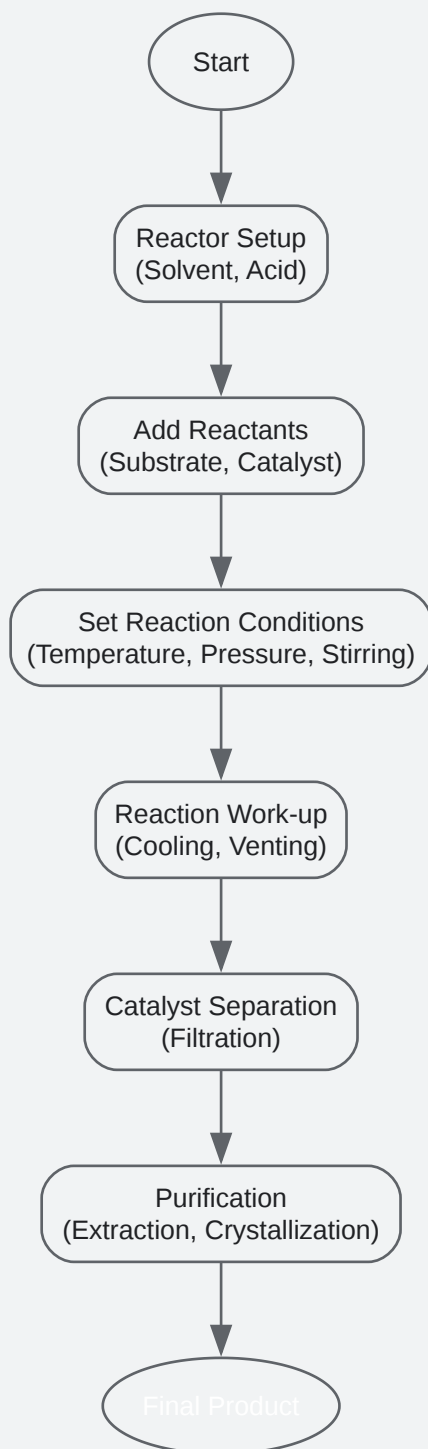 Start
Reactor Setup
(Solvent, Acid)
Add Reactants
(Substrate, Catalyst)
Set Reaction Conditions
(Temperature, Pressure, Stirring)
Reaction Work-up
(Cooling, Venting)
Catalyst Separation
(Filtration)
Purification
(Extraction, Crystallization)
Final Product